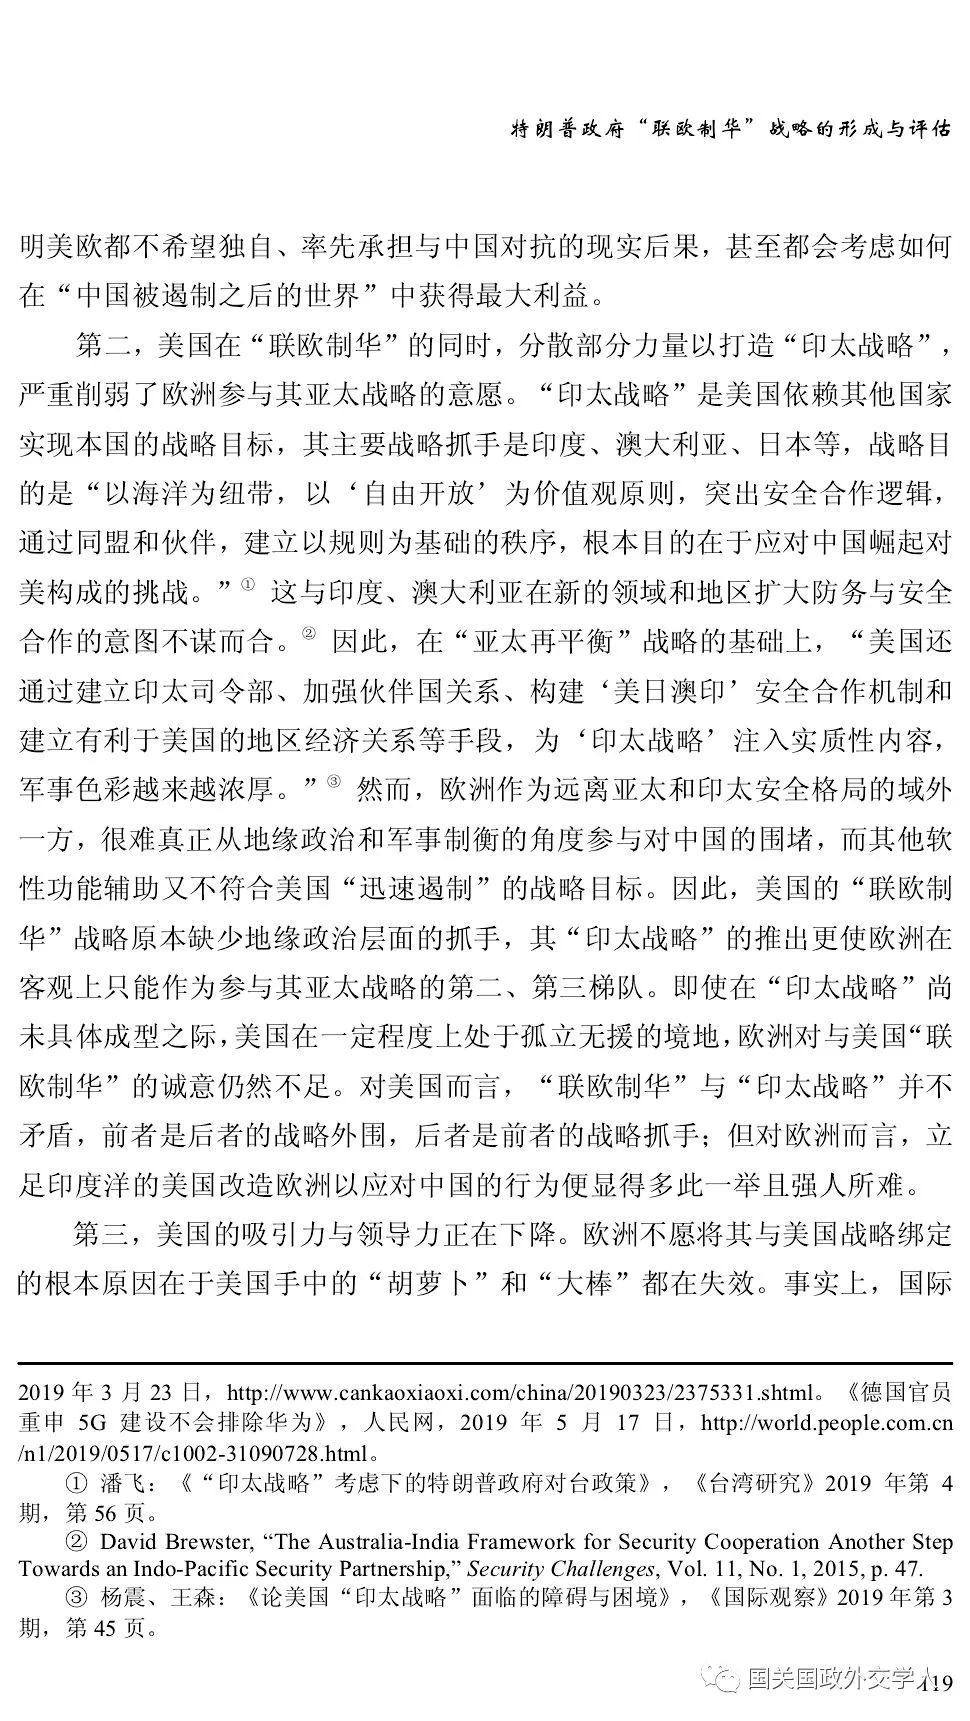 特朗普政府“联欧制华”战略的形成与评估
明美欧都不希望独自、率先承担与中国对抗的现实后果，甚至都会考虑如何
在“中国被遏制之后的世界”中获得最大利益。
第二，美国在“联欧制华”的同时，分散部分力量以打造“印太战略”，
严重削弱了欧洲参与其亚太战略的意愿。“印太战略”是美国依赖其他国家
实现本国的战略目标，其主要战略抓手是印度、澳大利亚、日本等，战略目
的是“以海洋为纽带，以‘自由开放’为价值观原则，突出安全合作逻辑，
通过同盟和伙伴，建立以规则为基础的秩序，根本目的在于应对中国崛起对
美构成的挑战。”① 这与印度、澳大利亚在新的领域和地区扩大防务与安全
合作的意图不谋而合。② 因此，在“亚太再平衡”战略的基础上，“美国还
通过建立印太司令部、加强伙伴国关系、构建‘美日澳印’安全合作机制和
建立有利于美国的地区经济关系等手段，为‘印太战略’注入实质性内容，
军事色彩越来越浓厚。”③ 然而，欧洲作为远离亚太和印太安全格局的域外
一方，很难真正从地缘政治和军事制衡的角度参与对中国的围堵，而其他软
性功能辅助又不符合美国“迅速遏制”的战略目标。因此，美国的“联欧制
华”战略原本缺少地缘政治层面的抓手，其“印太战略”的推出更使欧洲在
客观上只能作为参与其亚太战略的第二、第三梯队。即使在“印太战略”尚
未具体成型之际，美国在一定程度上处于孤立无援的境地，欧洲对与美国“联
欧制华”的诚意仍然不足。对美国而言，“联欧制华”与“印太战略”并不
矛盾，前者是后者的战略外围，后者是前者的战略抓手；但对欧洲而言，立
足印度洋的美国改造欧洲以应对中国的行为便显得多此一举且强人所难。
第三，美国的吸引力与领导力正在下降。欧洲不愿将其与美国战略绑定
的根本原因在于美国手中的“胡萝卜”和“大棒”都在失效。事实上，国际
2019 年 3 月 23 日，http://www.cankaoxiaoxi.com/china/20190323/2375331.shtml。《德国官员
重申 5G 建设不会排除华为》，人民网，2019 年 5 月 17 日，http://world.people.com.cn
/n1/2019/0517/c1002-31090728.html。
① 潘飞：《“印太战略”考虑下的特朗普政府对台政策》，《台湾研究》2019 年第 4
期，第 56 页。
② David Brewster, “The Australia-India Framework for Security Cooperation Another Step
Towards an Indo-Pacific Security Partnership,” Security Challenges, Vol. 11, No. 1, 2015, p. 47.
③ 杨震、王森：《论美国“印太战略”面临的障碍与困境》，《国际观察》2019 年第 3
期，第 45 页。
国关国政外交学人
119